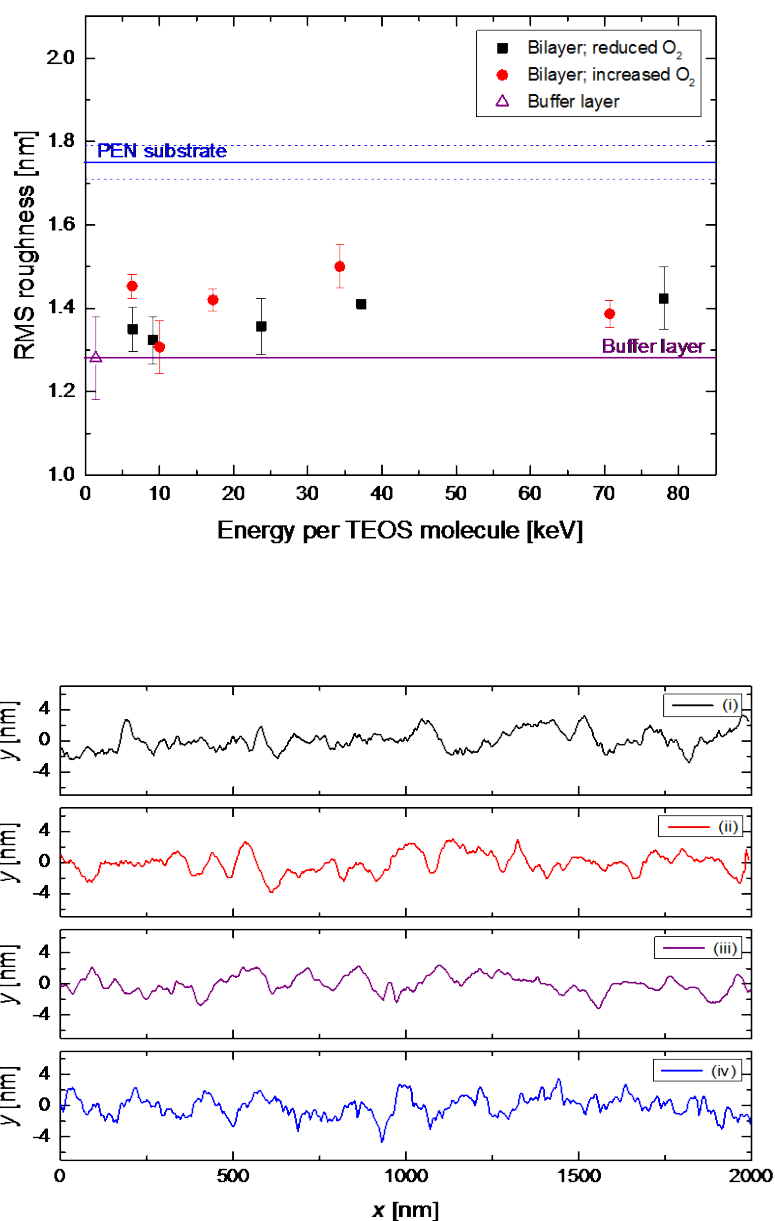 2.0
1.8
1.6
1.4
1.2
1.0
RMS roughness [nm]
Bilayer; reduced O₂
Bilayer; increased O₂
Buffer layer
PEN substrate
Buffer layer
0 10 20 30 40 50 60 70 80
Energy per TEOS molecule [keV]
4
0
-4
y [nm]
(i)
4
0
-4
y [nm]
(ii)
4
0
-4
y [nm]
(iii)
4
0
-4
y [nm]
(iv)
0 500 1000 1500 2000
x [nm]